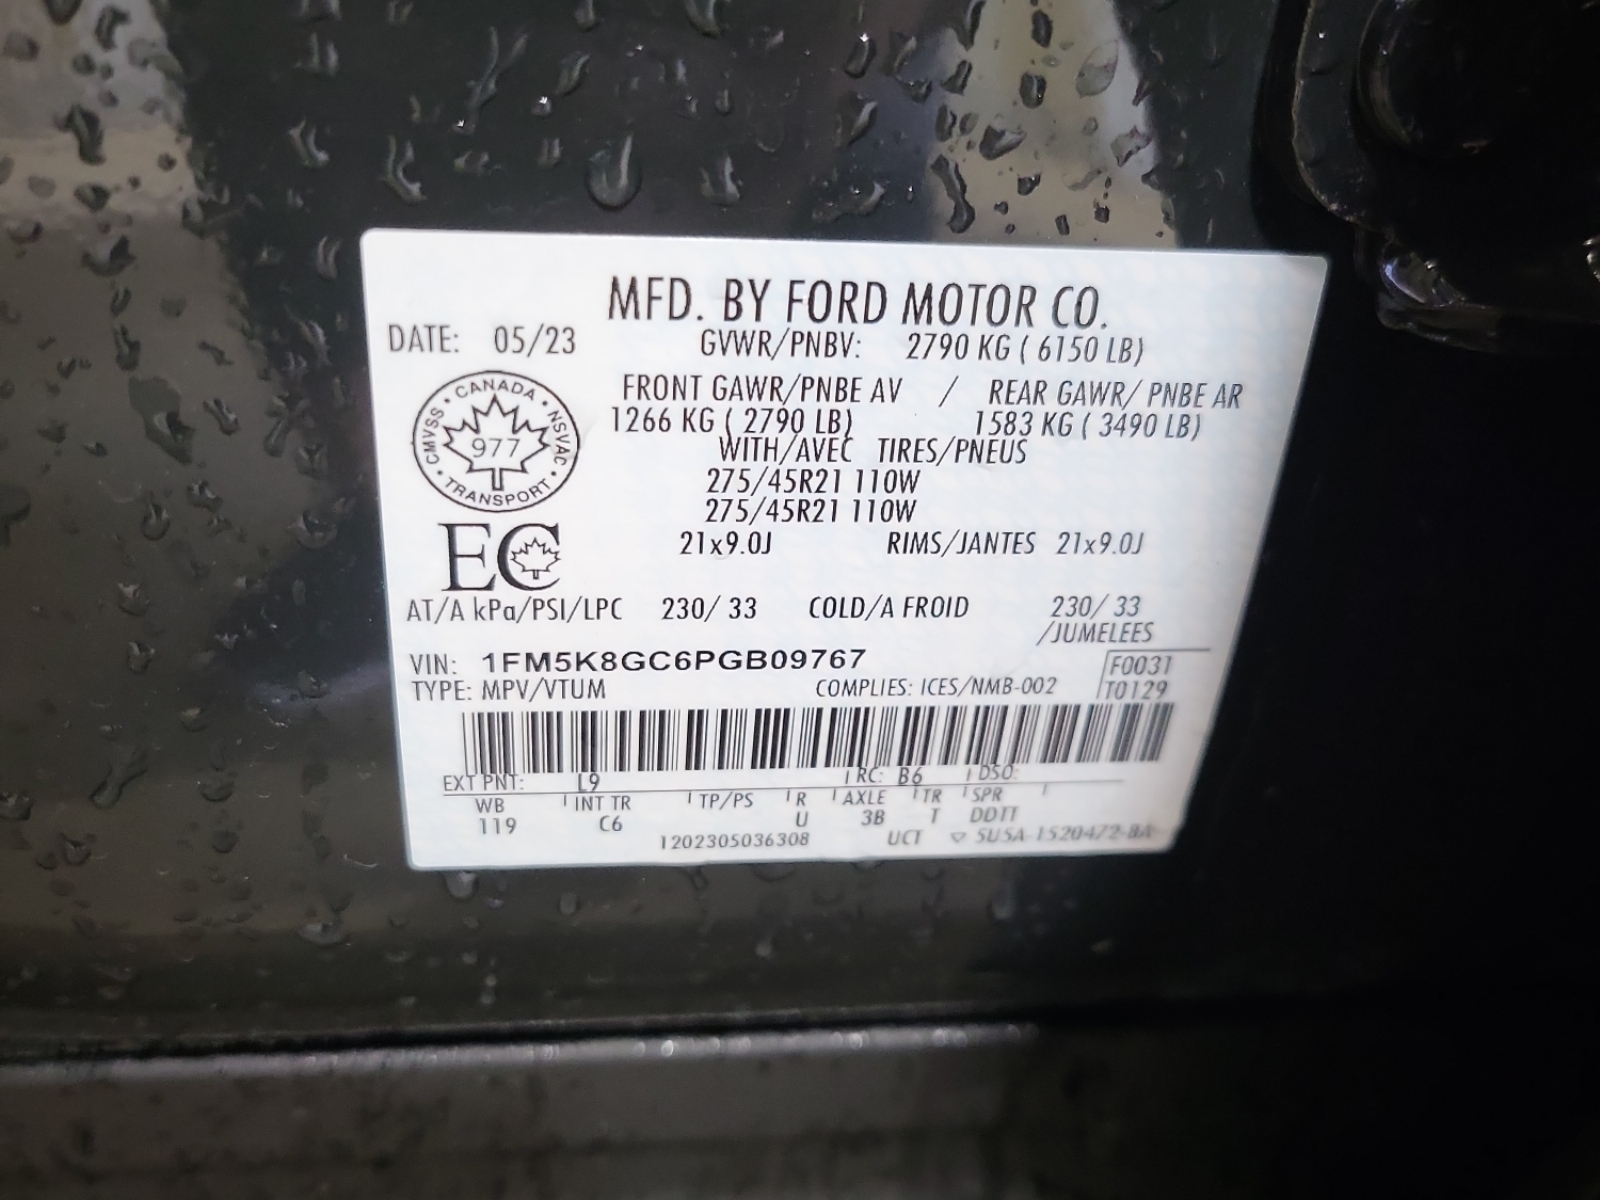 MFD. BY FORD MOTOR CO.
DATE: 05/23 GVWR/PNBV: 2790 KG ( 6150 LB)
FRONT GAWR/PNBE AV / REAR GAWR/ PNBE AR
1266 KG ( 2790 LB) 1583 KG ( 3490 LB)
WITH/AVEC TIRES/PNEUS
275/45R21 110W
275/45R21 110W
CANADA CMVSS NSVAC TRANSPORT
977
EC
21x9.0J RIMS/JANTES 21x9.0J
AT/A kPa/PSI/LPC 230/ 33 COLD/A FROID 230/ 33
/JUMELEES
VIN: 1FM5K8GC6PGB09767 F0031
TYPE: MPV/VTUM COMPLIES: ICES/NMB-002 T0129
EXT PNT: L9 RC: B6 DSO:
WB INT TR TP/PS R AXLE TR SPR
119 C6 U 3B T DDTT
1202305036308 UCT SU5A-1520472-BA